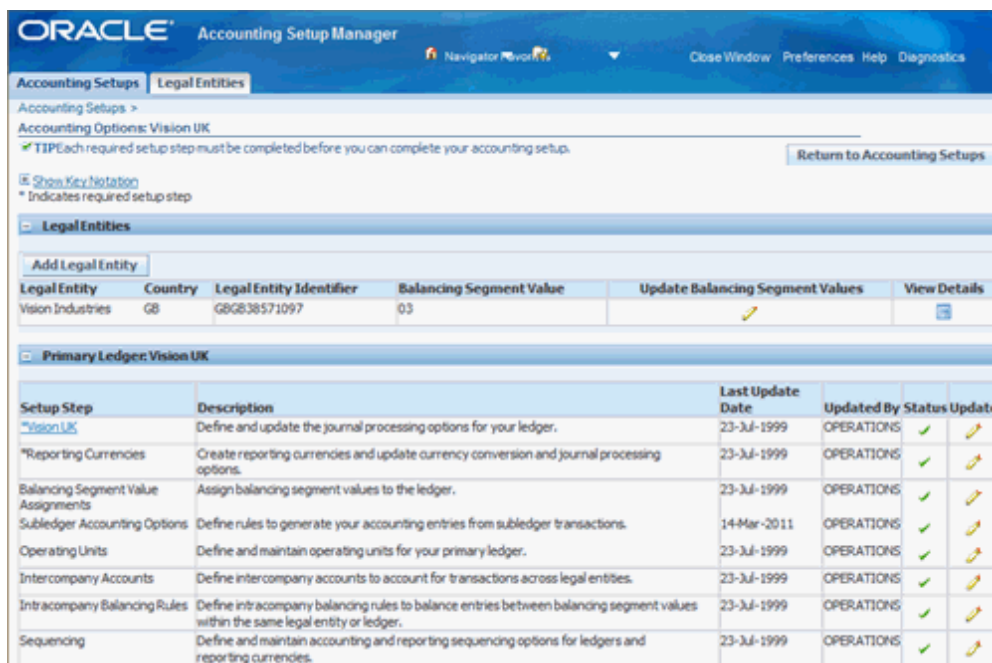 ORACLE Accounting Setup Manager
Navigator Close Window Preferences Help Diagnostics
Accounting Setups Legal Entities
Accounting Setups >
Accounting Options: Vision UK
TIPEach required setup step must be completed before you can complete your accounting setup.
Return to Accounting Setups
Show Key Notation
* Indicates required setup step
Legal Entities
Add Legal Entity
Legal Entity Country Legal Entity Identifier Balancing Segment Value Update Balancing Segment Values View Details
Vision Industries GB GBGB38571097 03
Primary Ledger: Vision UK
Setup Step Description Last Update Date Updated By Status Update
*Vision UK Define and update the journal processing options for your ledger. 23-Jul-1999 OPERATIONS
*Reporting Currencies Create reporting currencies and update currency conversion and journal processing options. 23-Jul-1999 OPERATIONS
Balancing Segment Value Assignments Assign balancing segment values to the ledger. 23-Jul-1999 OPERATIONS
Subledger Accounting Options Define rules to generate your accounting entries from subledger transactions. 14-Mar-2011 OPERATIONS
Operating Units Define and maintain operating units for your primary ledger. 23-Jul-1999 OPERATIONS
Intercompany Accounts Define intercompany accounts to account for transactions across legal entities. 23-Jul-1999 OPERATIONS
Intracompany Balancing Rules Define intracompany balancing rules to balance entries between balancing segment values within the same legal entity or ledger. 23-Jul-1999 OPERATIONS
Sequencing Define and maintain accounting and reporting sequencing options for ledgers and reporting currencies. 23-Jul-1999 OPERATIONS